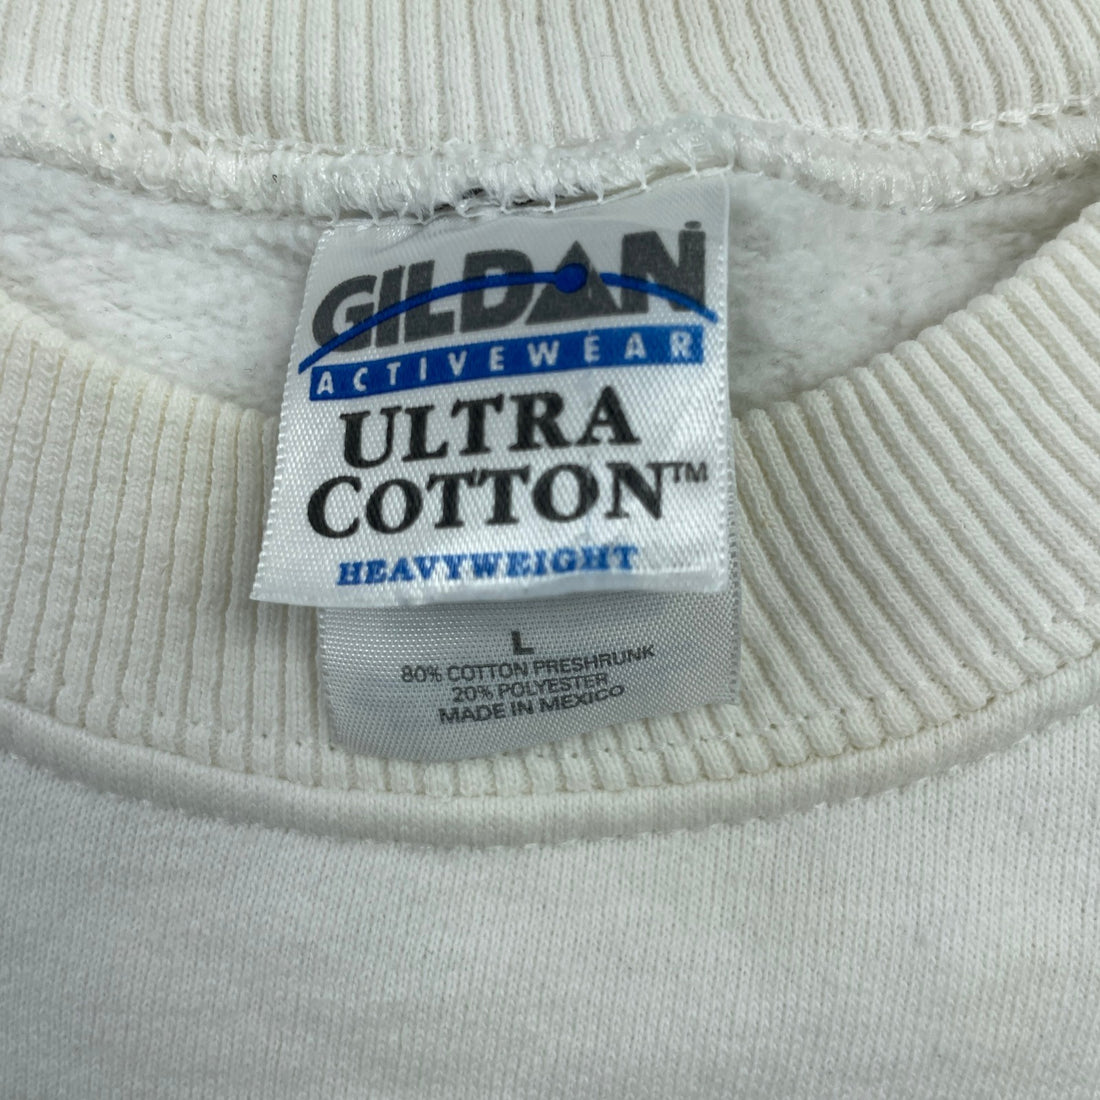 GILDAN
ACTIVEWEAR
ULTRA
COTTON™
HEAVYWEIGHT
L
80% COTTON PRESHRUNK
20% POLYESTER
MADE IN MEXICO